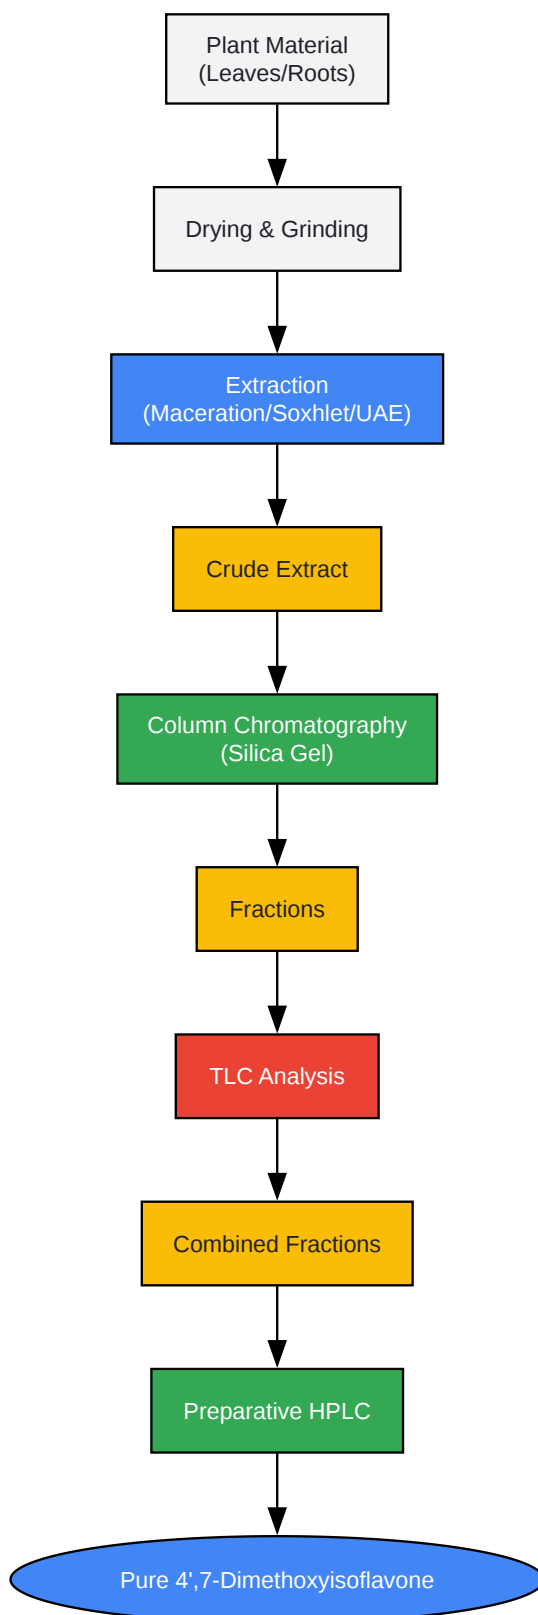 Plant Material
(Leaves/Roots)
Drying & Grinding
Extraction
(Maceration/Soxhlet/UAE)
Crude Extract
Column Chromatography
(Silica Gel)
Fractions
TLC Analysis
Combined Fractions
Preparative HPLC
Pure 4',7-Dimethoxyisoflavone